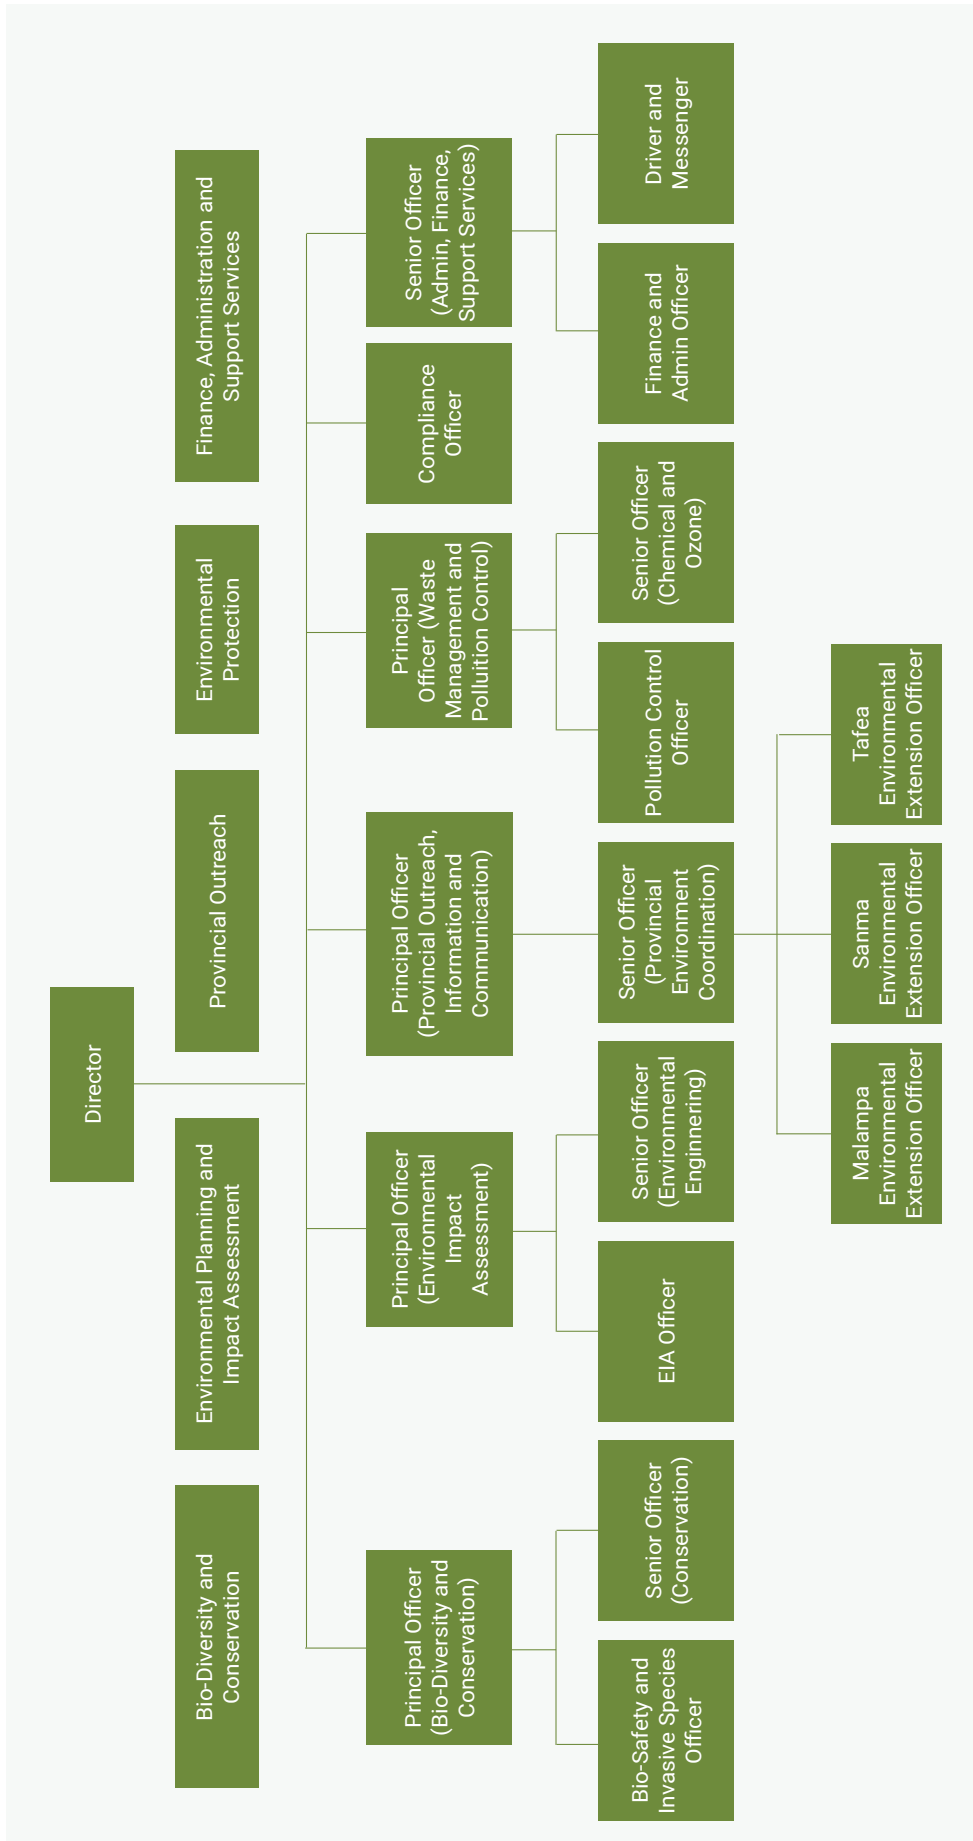 Director
Bio-Diversity and
Conservation
Environmental Planning and
Impact Assessment
Provincial Outreach
Environmental
Protection
Finance, Administration and
Support Services
Principal Officer
(Bio-Diversity and
Conservation)
Principal Officer
(Environmental
Impact
Assessment)
Principal Officer
(Provincial Outreach,
Information and
Communication)
Principal
Officer (Waste
Management and
Polluition Control)
Compliance
Officer
Senior Officer
(Admin, Finance,
Support Services)
Bio-Safety and
Invasive Species
Officer
Senior Officer
(Conservation)
EIA Officer
Senior Officer
(Environmental
Enginnering)
Senior Officer
(Provincial
Environment
Coordination)
Pollution Control
Officer
Senior Officer
(Chemical and
Ozone)
Finance and
Admin Officer
Driver and
Messenger
Malampa
Environmental
Extension Officer
Sanma
Environmental
Extension Officer
Tafea
Environmental
Extension Officer